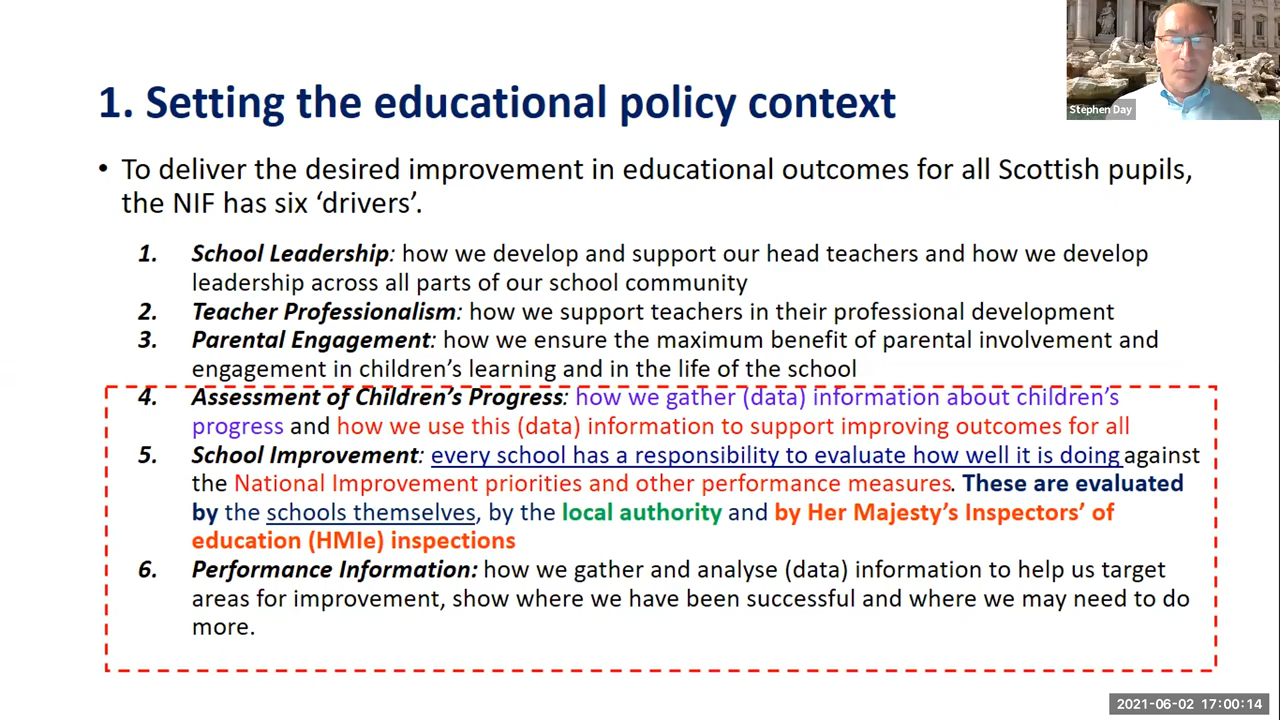 Stephen Day
1. Setting the educational policy context
• To deliver the desired improvement in educational outcomes for all Scottish pupils,
the NIF has six ‘drivers’.
1. School Leadership: how we develop and support our head teachers and how we develop
leadership across all parts of our school community
2. Teacher Professionalism: how we support teachers in their professional development
3. Parental Engagement: how we ensure the maximum benefit of parental involvement and
engagement in children’s learning and in the life of the school
4. Assessment of Children’s Progress: how we gather (data) information about children’s
progress and how we use this (data) information to support improving outcomes for all
5. School Improvement: every school has a responsibility to evaluate how well it is doing against
the National Improvement priorities and other performance measures. These are evaluated
by the schools themselves, by the local authority and by Her Majesty’s Inspectors’ of
education (HMIe) inspections
6. Performance Information: how we gather and analyse (data) information to help us target
areas for improvement, show where we have been successful and where we may need to do
more.
2021-06-02 17:00:14